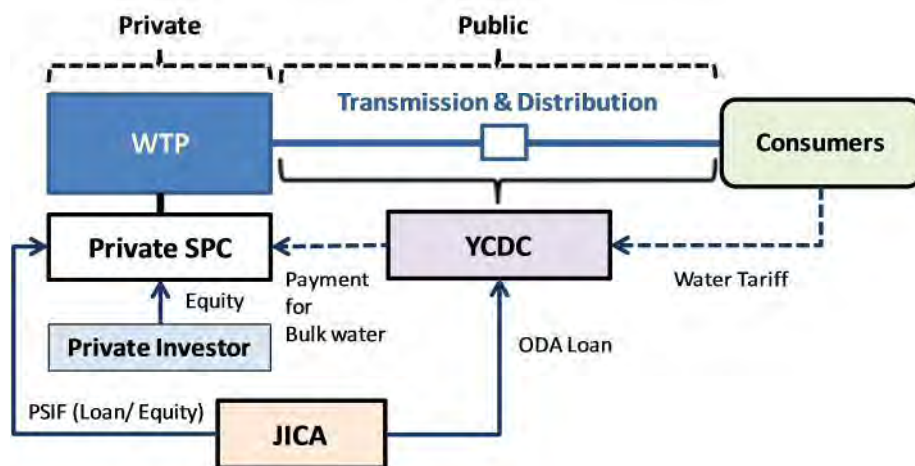 Private
Public
Transmission & Distribution
WTP
Consumers
Private SPC
YCDC
Water Tariff
Equity
Payment
for
Bulk water
Private Investor
ODA Loan
PSIF (Loan/ Equity)
JICA